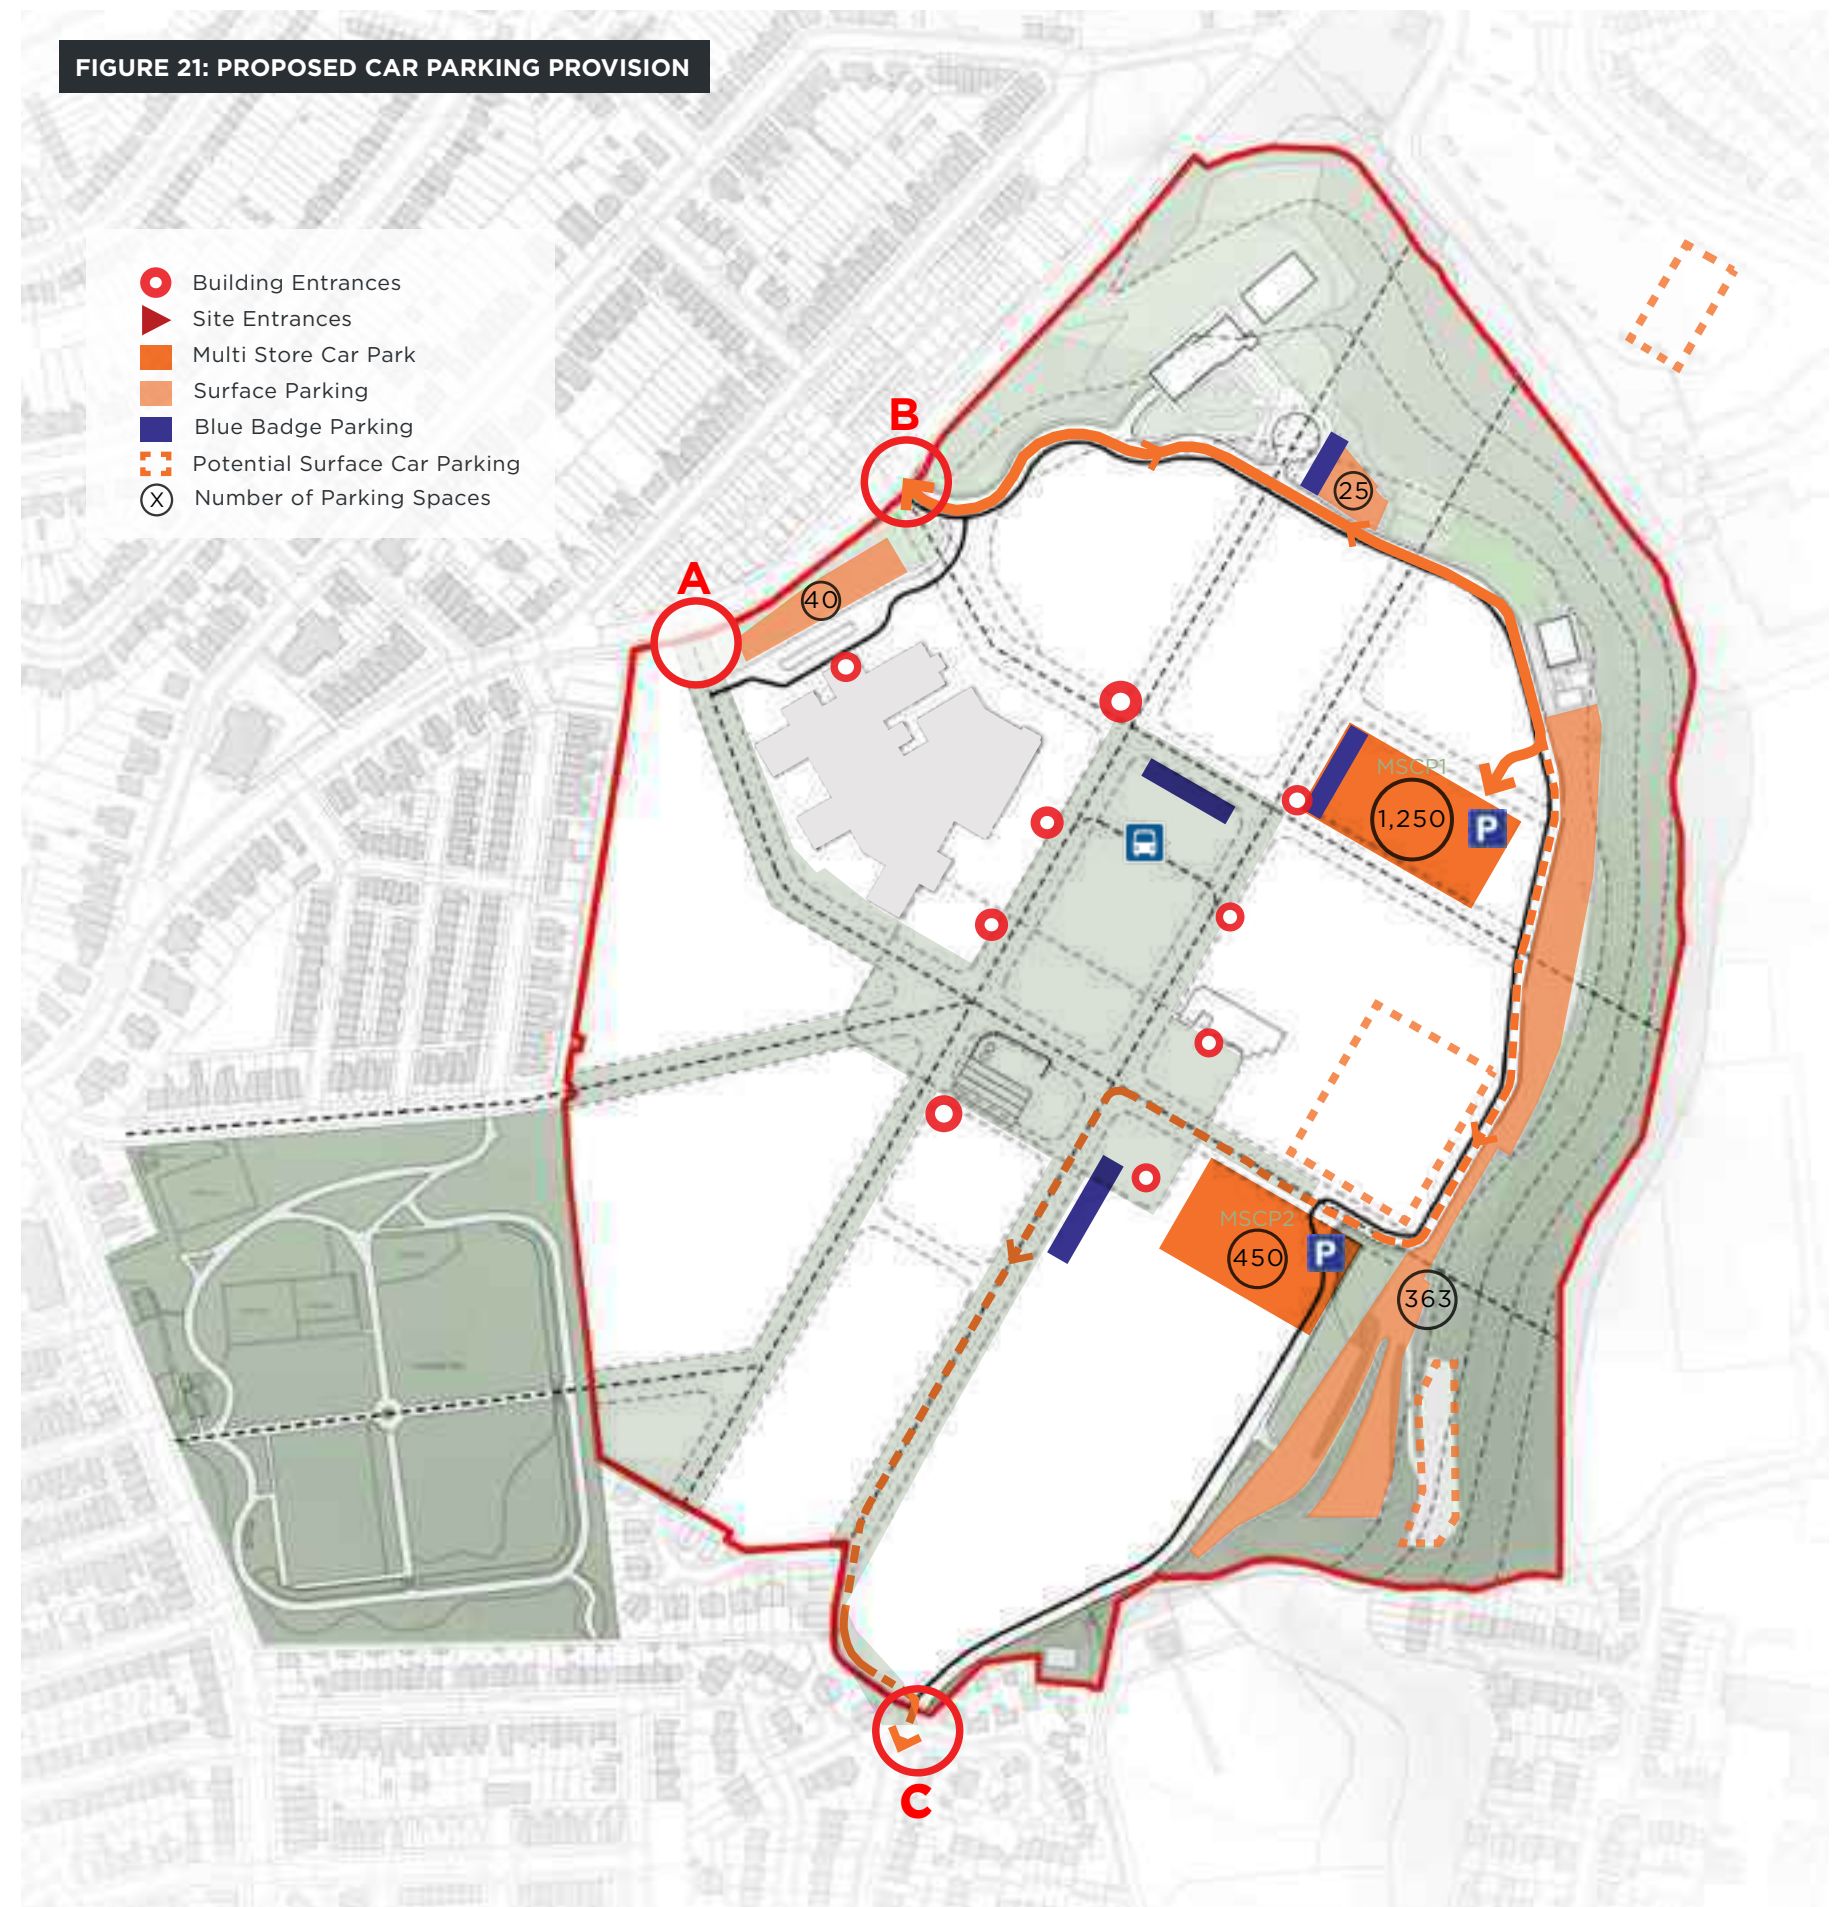 FIGURE 21: PROPOSED CAR PARKING PROVISION
Building Entrances
Site Entrances
Multi Store Car Park
Surface Parking
Blue Badge Parking
Potential Surface Car Parking
X Number of Parking Spaces
B
25
A
40
MSCP1
1,250
P
MSCP2
450
P
363
C